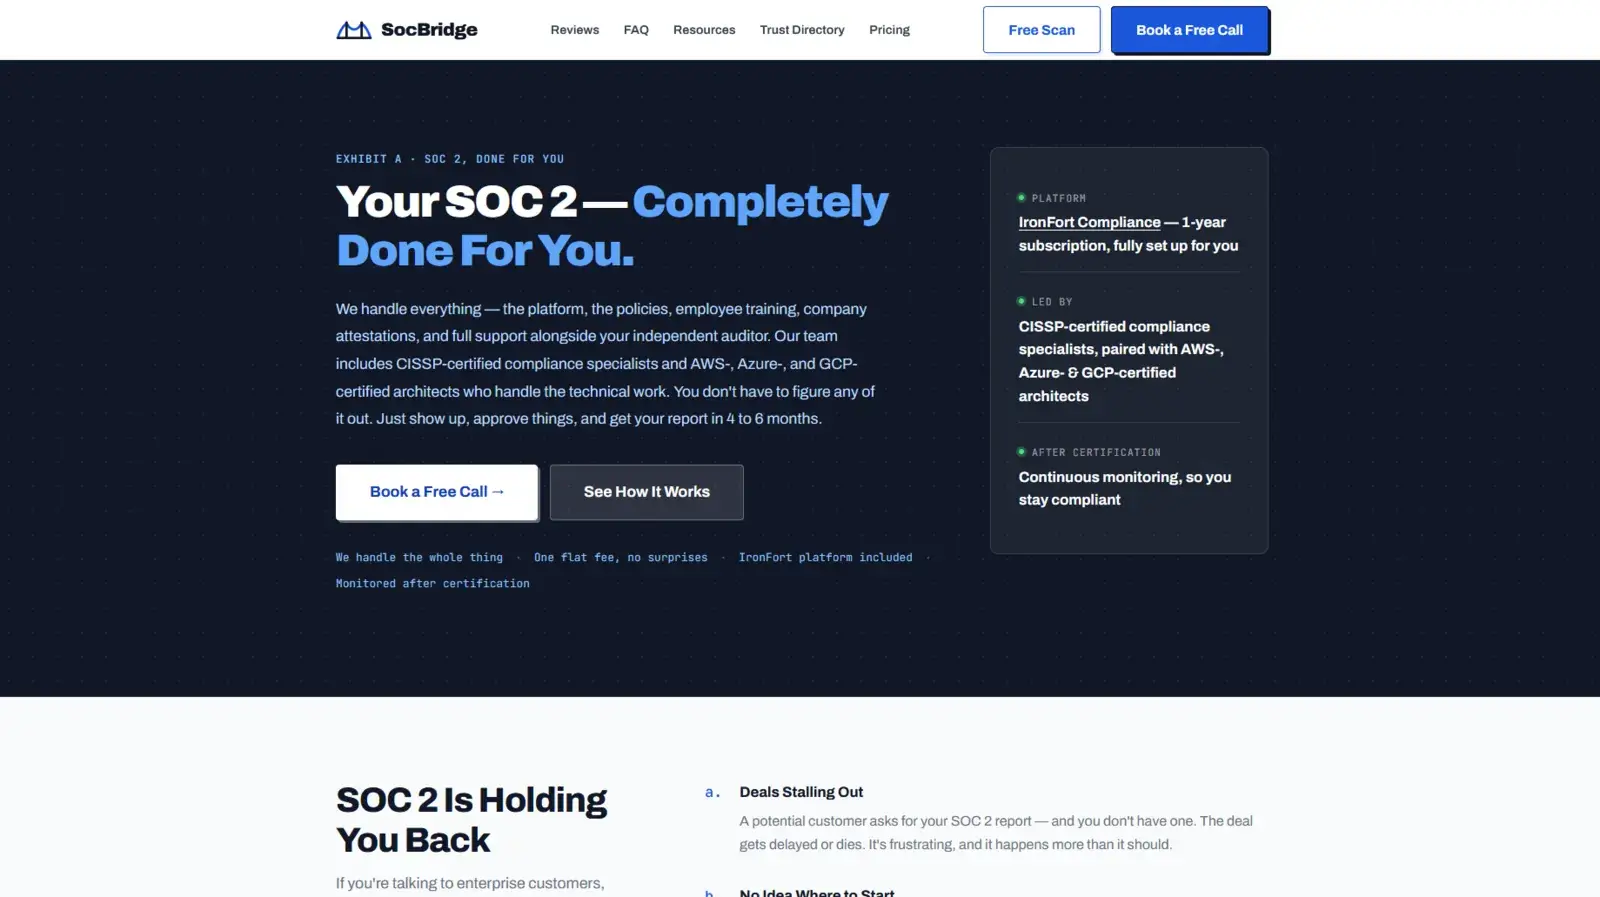 SocBridge
Reviews
FAQ
Resources
Trust Directory
Pricing
Free Scan
Book a Free Call
EXHIBIT A · SOC 2, DONE FOR YOU
Your SOC 2 — Completely
Done For You.
We handle everything — the platform, the policies, employee training, company
attestations, and full support alongside your independent auditor. Our team
includes CISSP-certified compliance specialists and AWS-, Azure-, and GCP-
certified architects who handle the technical work. You don't have to figure any of
it out. Just show up, approve things, and get your report in 4 to 6 months.
Book a Free Call →
See How It Works
We handle the whole thing · One flat fee, no surprises · IronFort platform included ·
Monitored after certification
PLATFORM
IronFort Compliance — 1-year
subscription, fully set up for you
LED BY
CISSP-certified compliance
specialists, paired with AWS-,
Azure- & GCP-certified
architects
AFTER CERTIFICATION
Continuous monitoring, so you
stay compliant
SOC 2 Is Holding
You Back
If you're talking to enterprise customers,
a. Deals Stalling Out
A potential customer asks for your SOC 2 report — and you don't have one. The deal
gets delayed or dies. It's frustrating, and it happens more than it should.
b. No Idea Where to Start